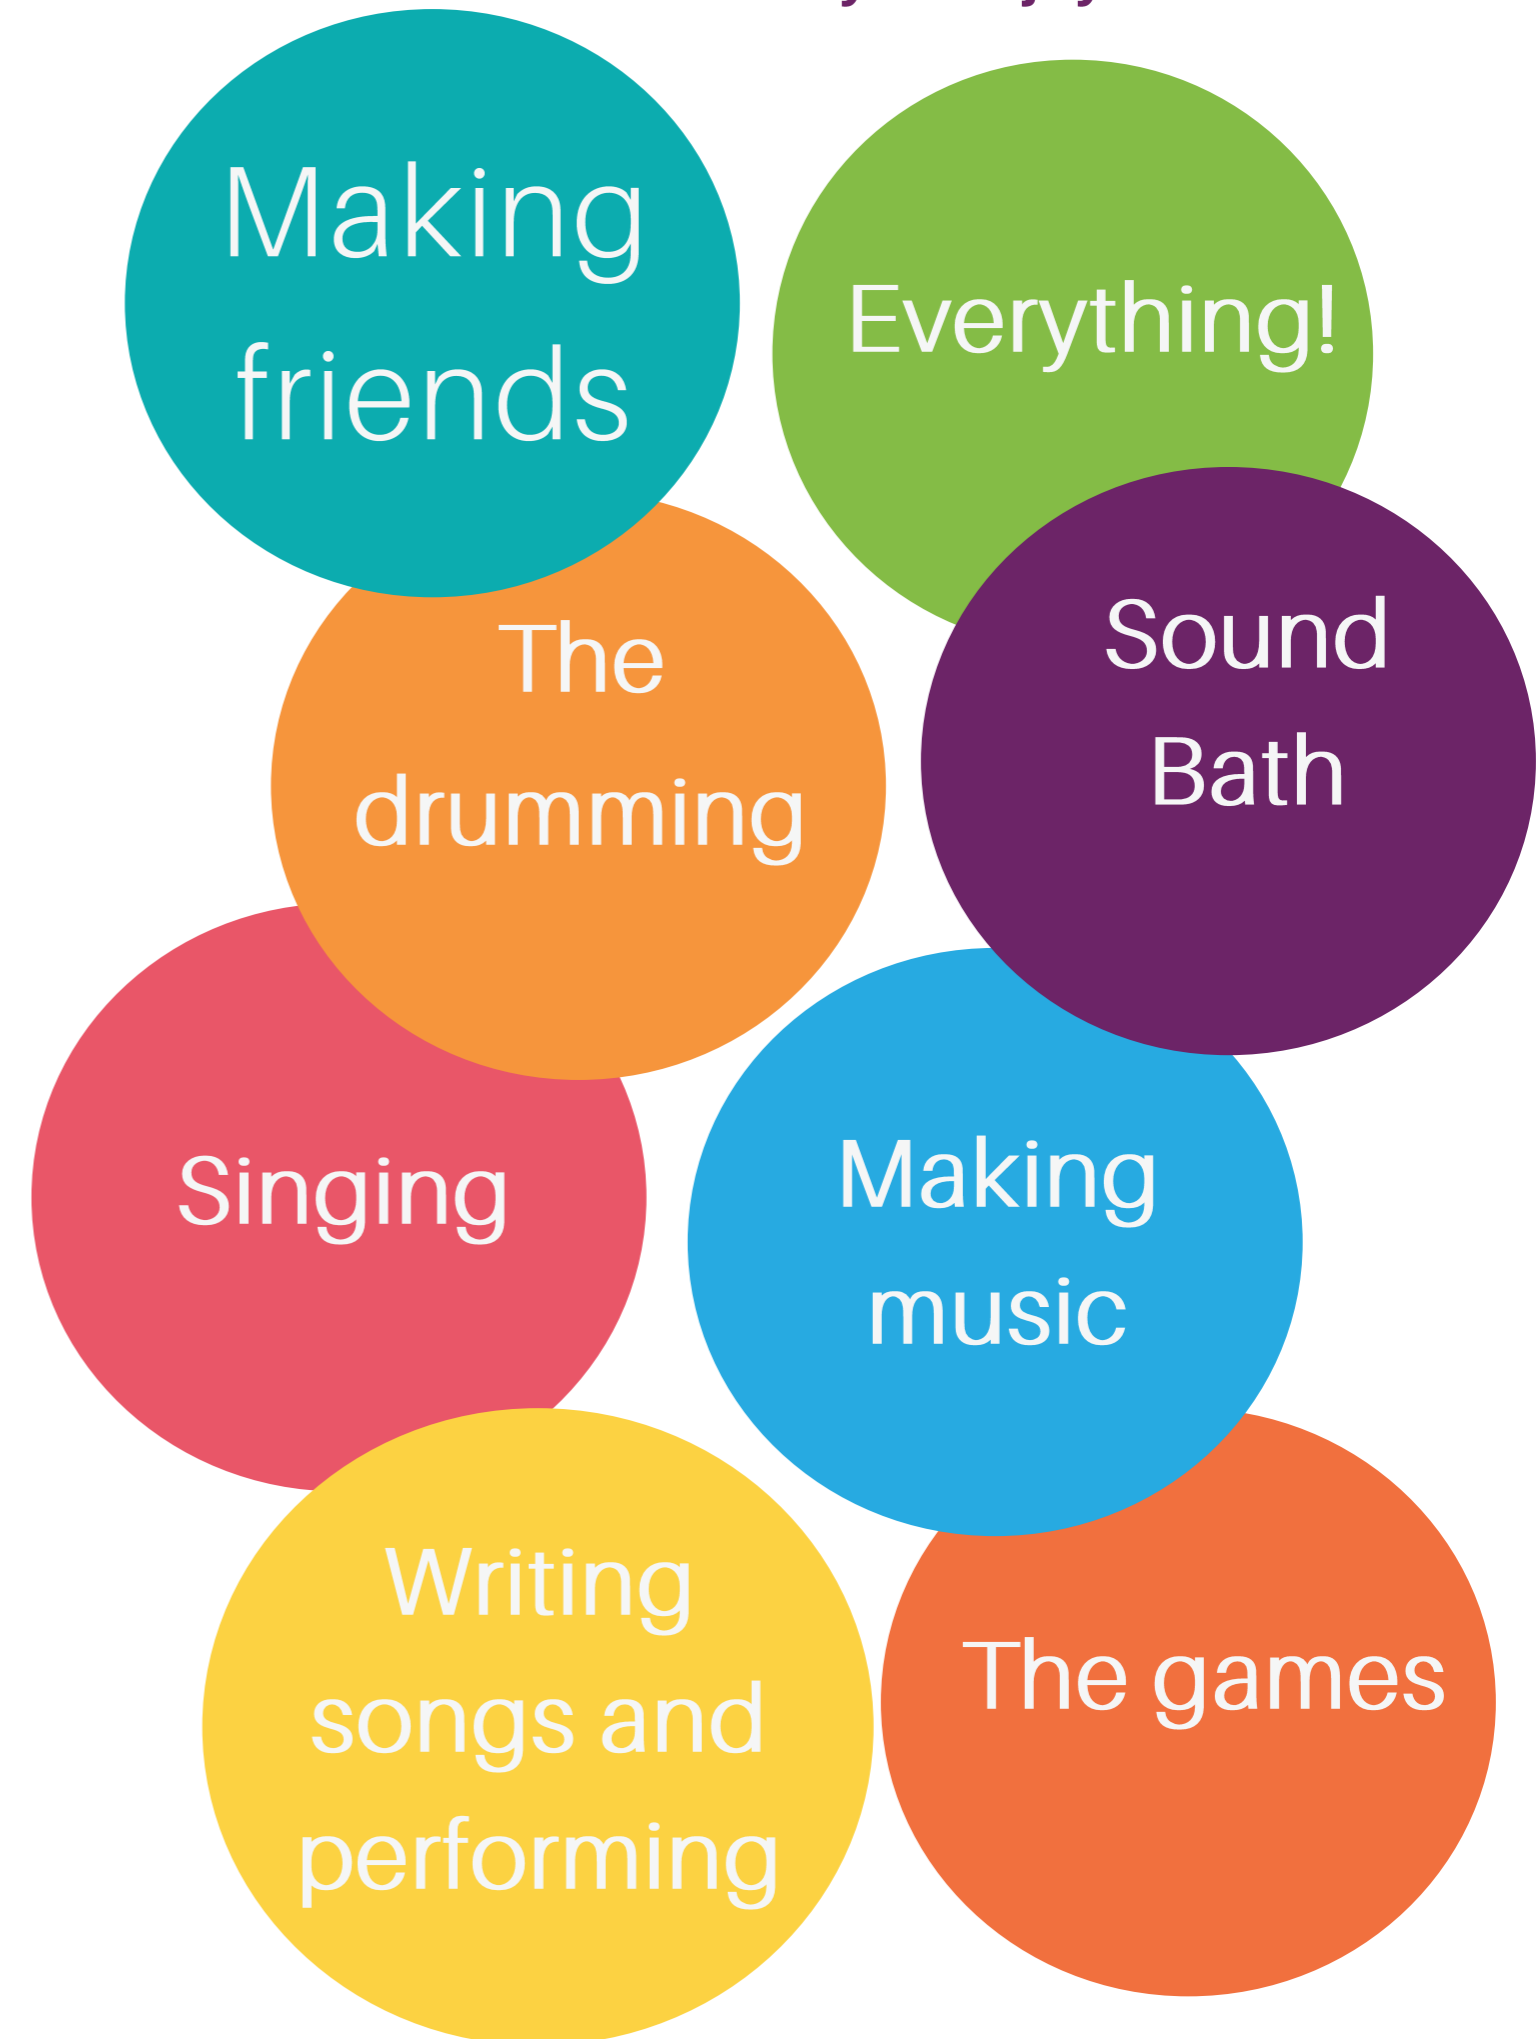 Making
friends
Everything!
The
drumming
Sound
Bath
Singing
Making
music
Writing
songs and
performing
The games